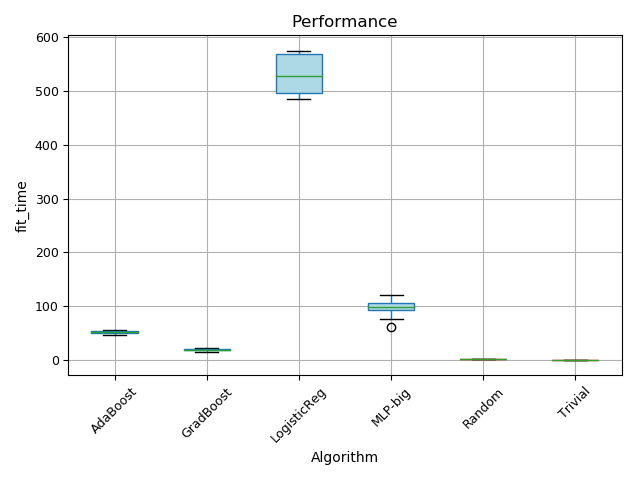 Performance
600
500
400
300
200
100
0
fit_time
AdaBoost
GradBoost
LogisticReg
MLP-big
Random
Trivial
Algorithm